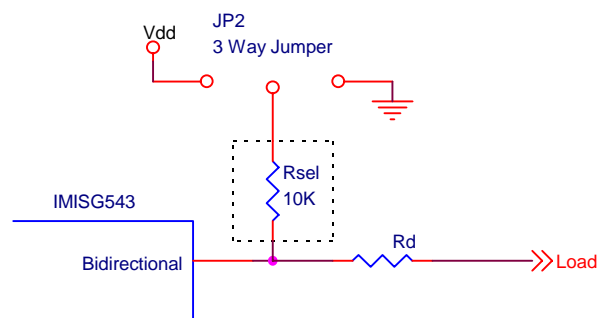 JP2
Vdd
3 Way Jumper
Rsel
10K
IMISG543
Rd
Bidirectional
Load